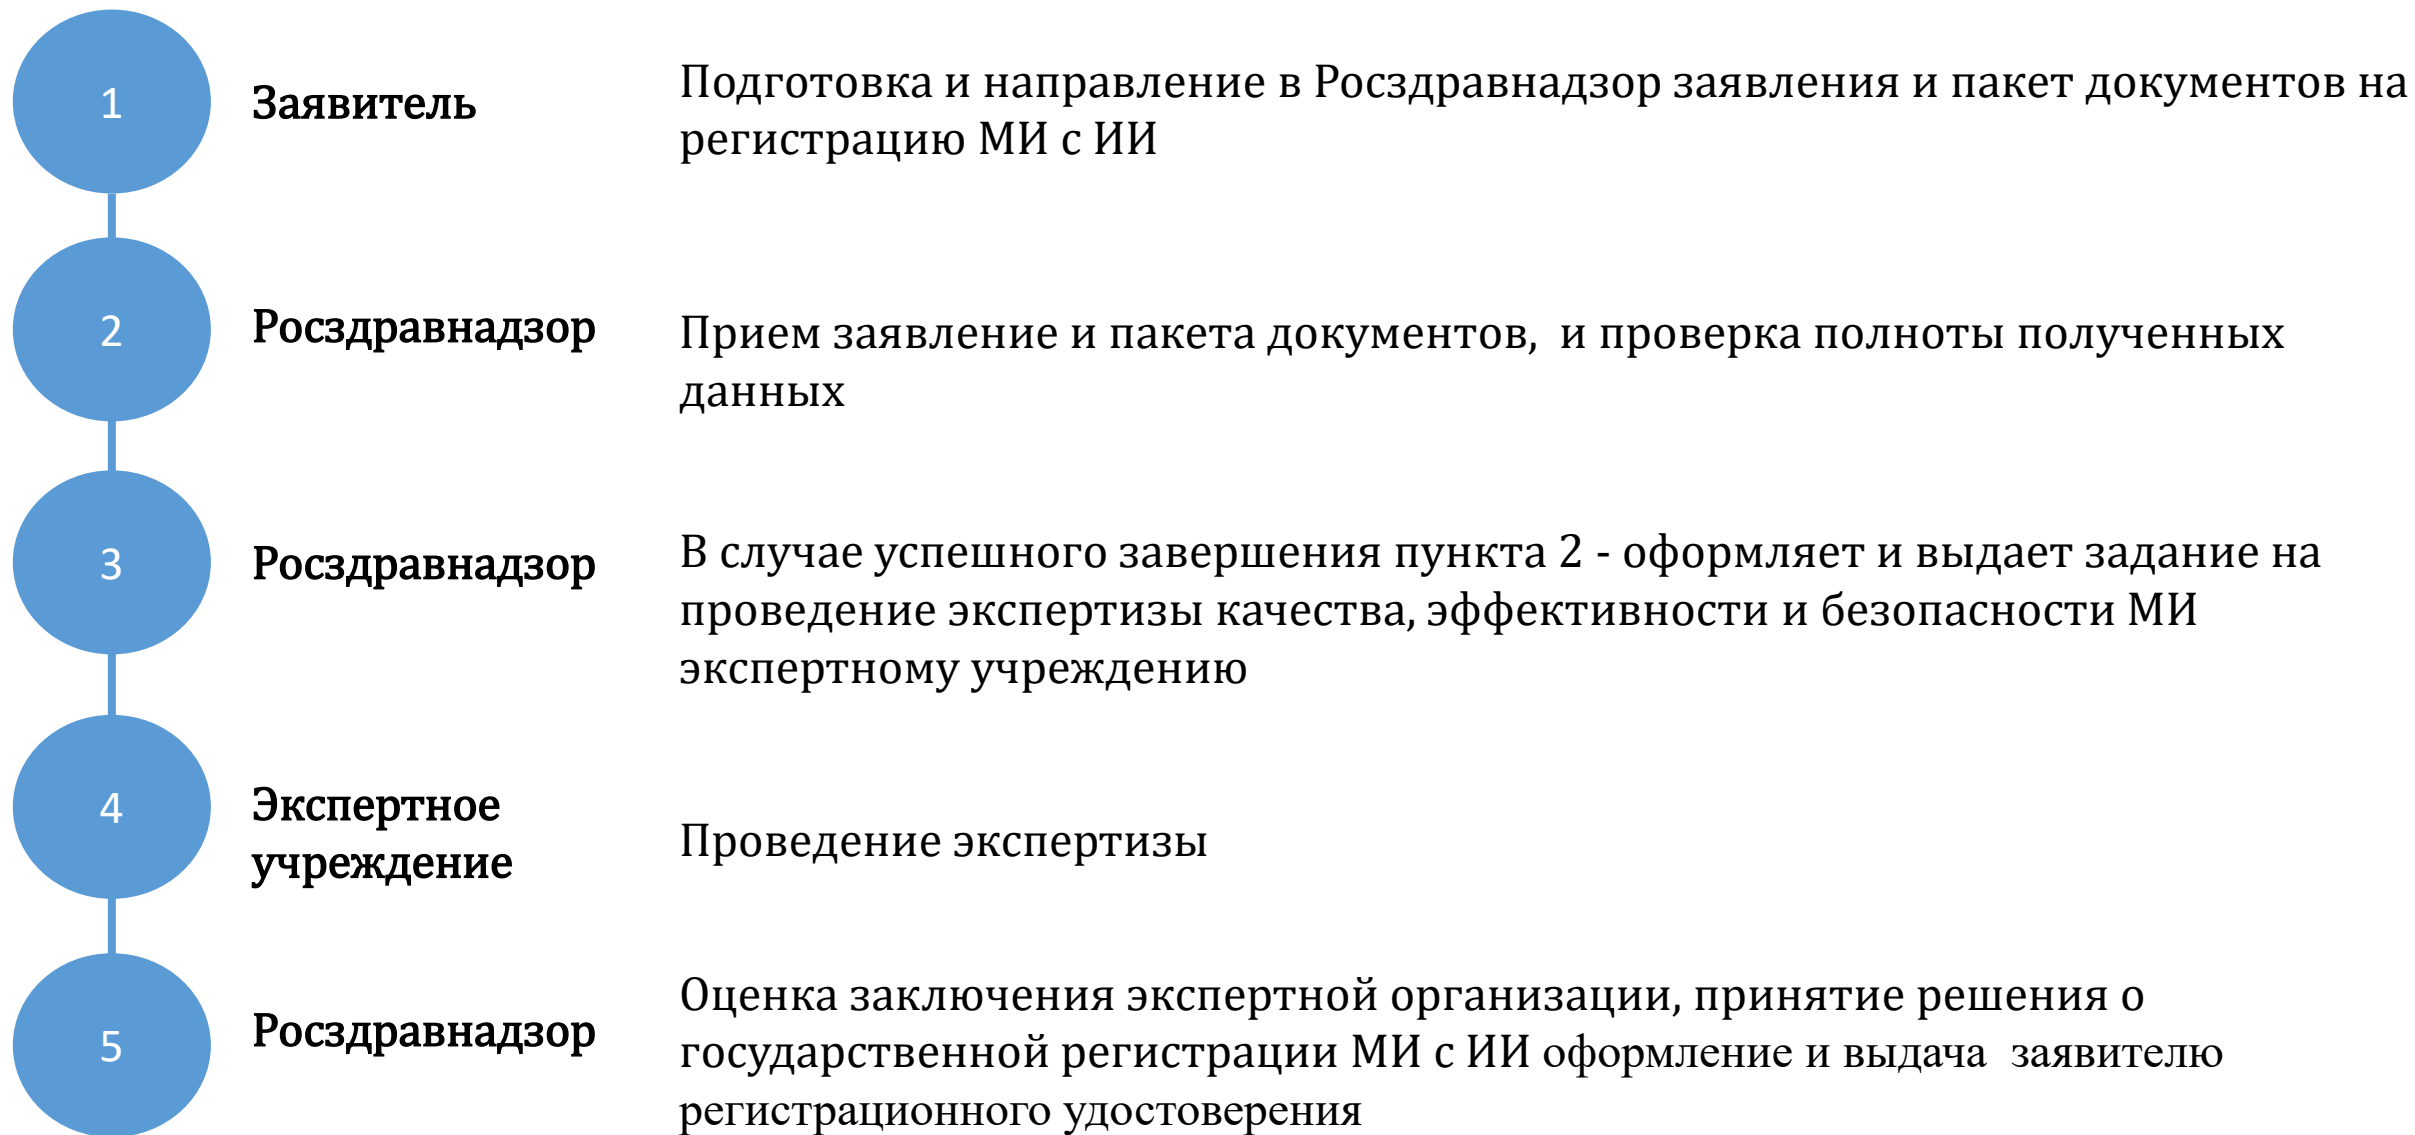 1
Заявитель
Подготовка и направление в Росздравнадзор заявления и пакет документов на
регистрацию МИ с ИИ
2
Росздравнадзор
Прием заявление и пакета документов,  и проверка полноты полученных
данных
3
Росздравнадзор
В случае успешного завершения пункта 2 - оформляет и выдает задание на
проведение экспертизы качества, эффективности и безопасности МИ
экспертному учреждению
4
Экспертное
учреждение
Проведение экспертизы
5
Росздравнадзор
Оценка заключения экспертной организации, принятие решения о
государственной регистрации МИ с ИИ оформление и выдача  заявителю
регистрационного удостоверения